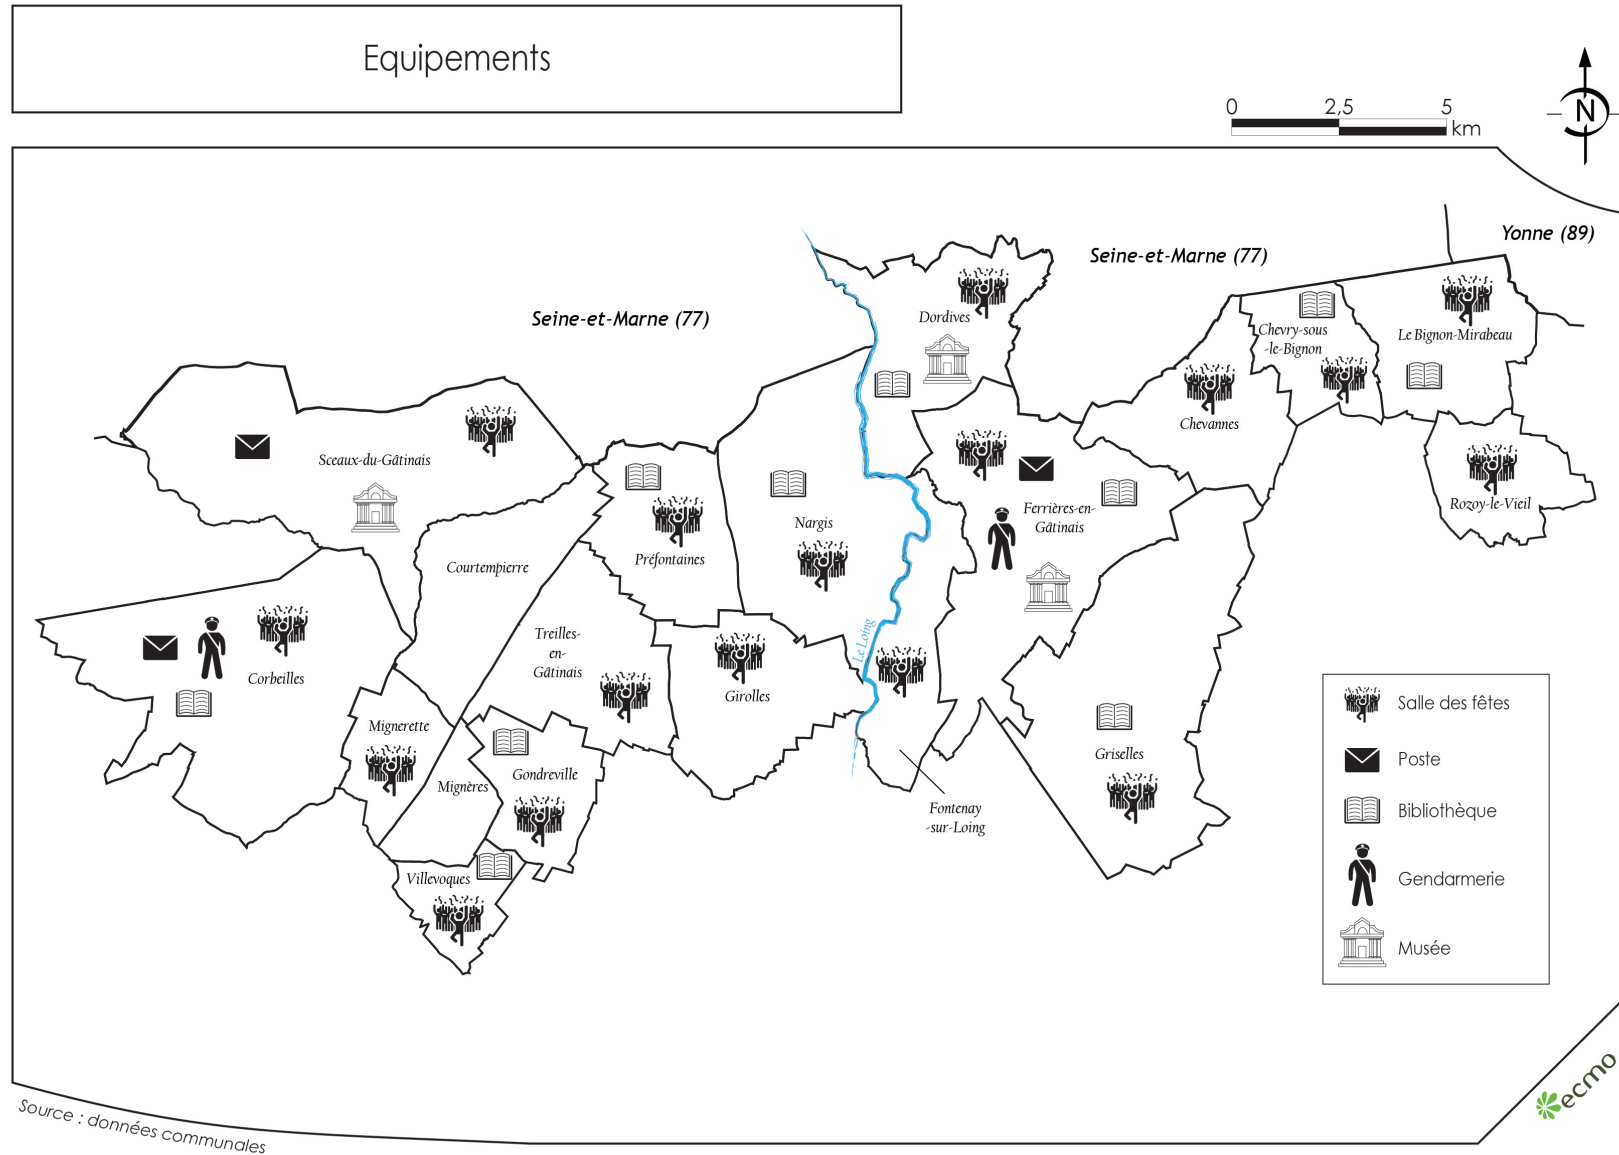 Equipements
0 2,5 5
km
N
Yonne (89)
Seine-et-Marne (77)
Seine-et-Marne (77)
Dordives
Chevry-sous
-le-Bignon
Le Bignon-Mirabeau
Chevannes
Sceaux-du-Gâtinais
Rozoy-le-Vieil
Ferrières-en-
Gâtinais
Nargis
Préfontaines
Courtempierre
Treilles-
en-
Gâtinais
Le Loing
Corbeilles
Girolles
Mignerette
Griselles
Gondreville
Mignères
Fontenay
-sur-Loing
Villevoques
Salle des fêtes
Poste
Bibliothèque
Gendarmerie
Musée
Source : données communales
ecmo